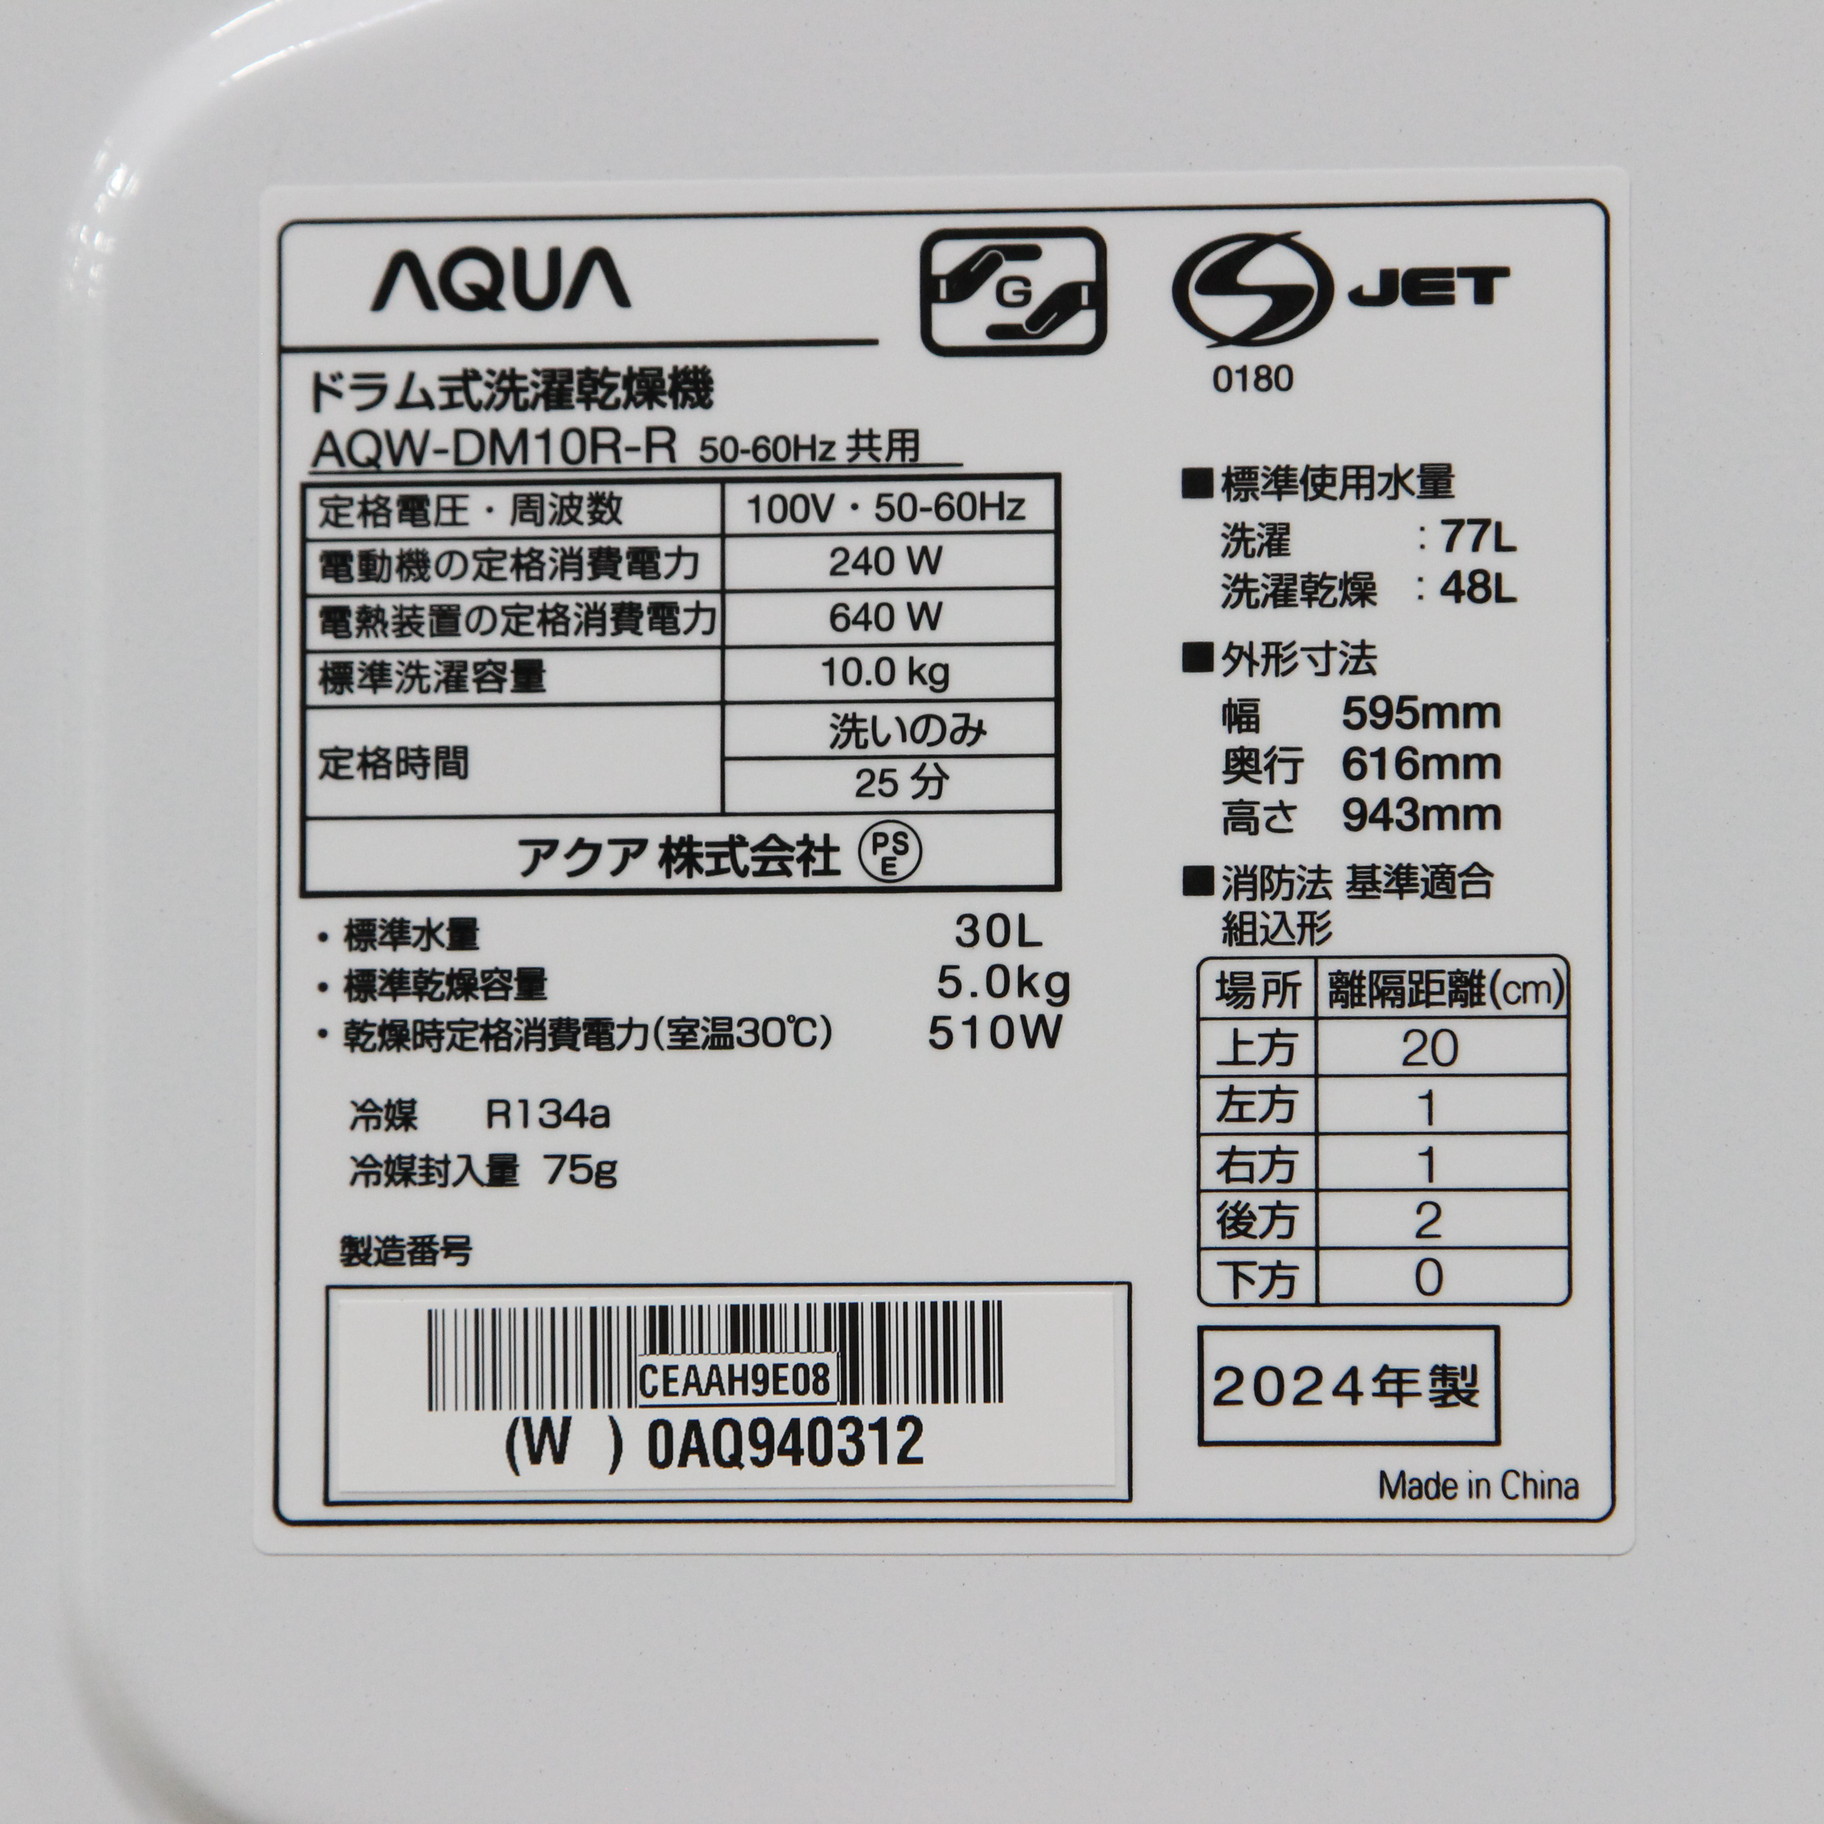 AQUA
G
S JET
0180
ドラム式洗濯乾燥機
AQW-DM10R-R 50-60Hz 共用
定格電圧・周波数 100V・50-60Hz
電動機の定格消費電力 240 W
電熱装置の定格消費電力 640 W
標準洗濯容量 10.0 kg
定格時間 洗いのみ
25 分
アクア株式会社 PSE
・標準水量 30L
・標準乾燥容量 5.0kg
・乾燥時定格消費電力(室温30℃) 510W
冷媒 R134a
冷媒封入量 75g
製造番号
CEAAH9E08
(W ) 0AQ940312
■標準使用水量
洗濯 : 77L
洗濯乾燥 : 48L
■外形寸法
幅 595mm
奥行 616mm
高さ 943mm
■消防法 基準適合
組込形
場所 離隔距離(cm)
上方 20
左方 1
右方 1
後方 2
下方 0
2024年製
Made in China